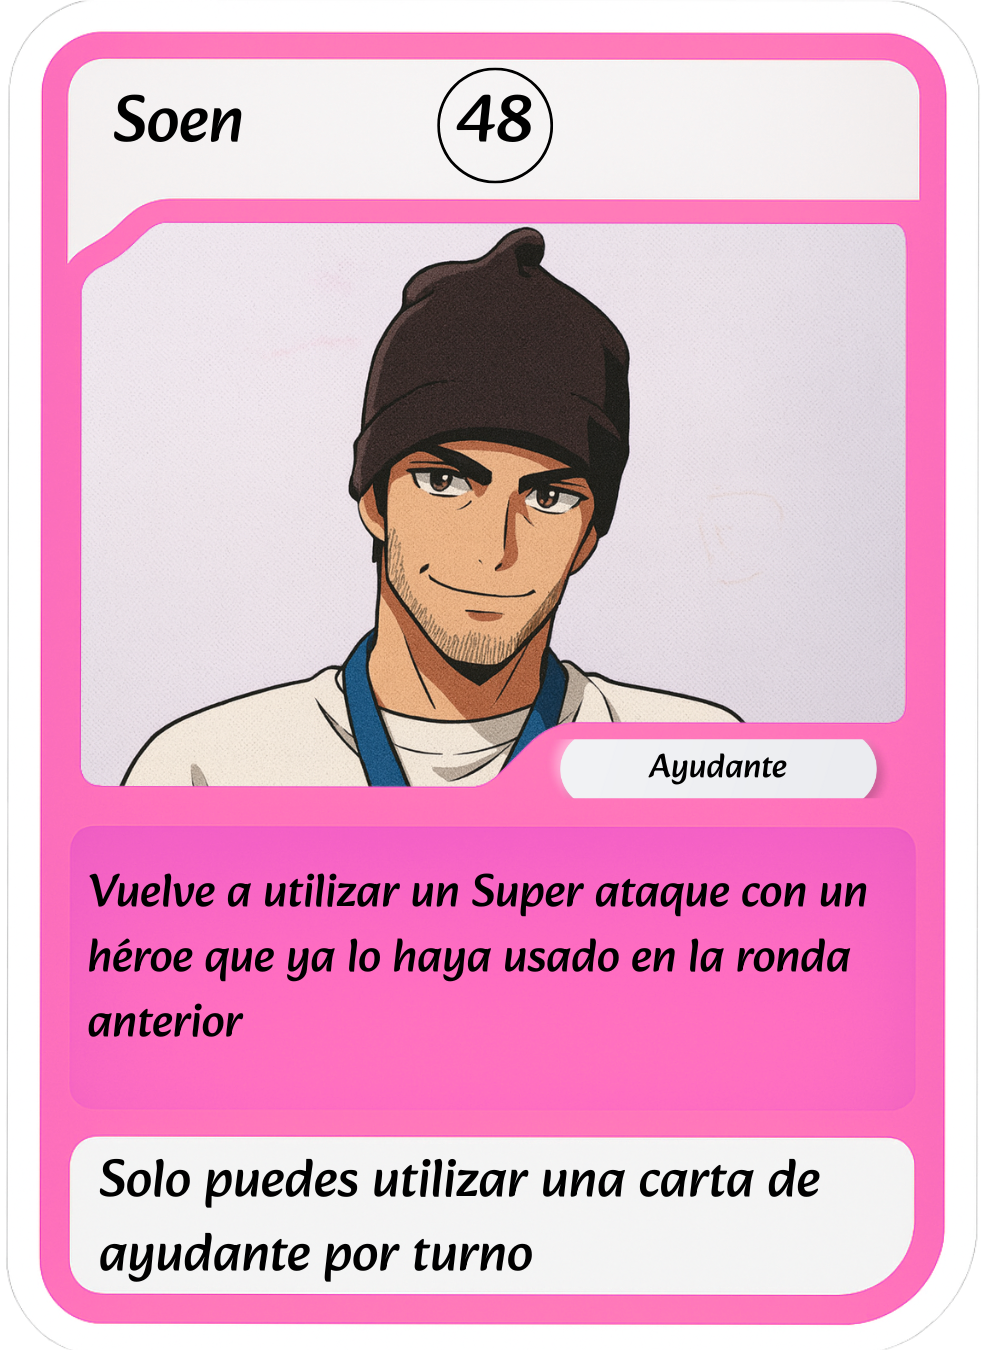 Soen
48
Ayudante
Vuelve a utilizar un Super ataque con un
héroe que ya lo haya usado en la ronda
anterior
Solo puedes utilizar una carta de
ayudante por turno